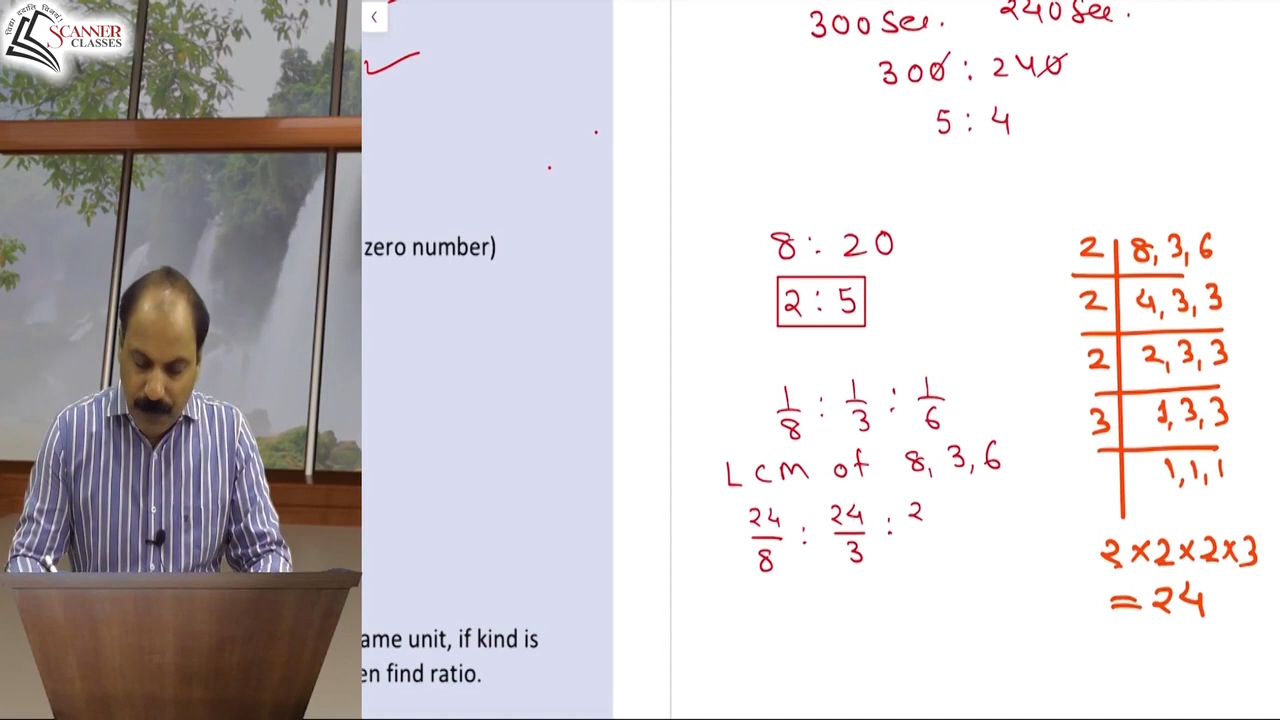 SCANNER
CLASSES
zero number)
ame unit, if kind is
en find ratio.
300 Sec. 240 Sec.
300 : 240
5 : 4
8 : 20
2 : 5
1/8 : 1/3 : 1/6
LCM of 8, 3, 6
24/8 : 24/3 : 2
2 | 8, 3, 6
2 | 4, 3, 3
2 | 2, 3, 3
3 | 1, 3, 3
1, 1, 1
2 × 2 × 2 × 3
= 24